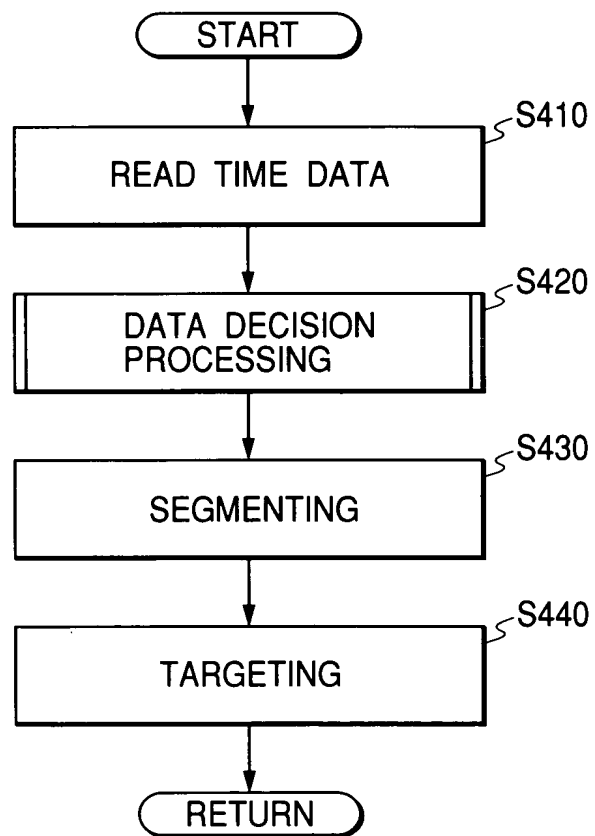 START
S410
READ TIME DATA
S420
DATA DECISION
PROCESSING
S430
SEGMENTING
S440
TARGETING
RETURN